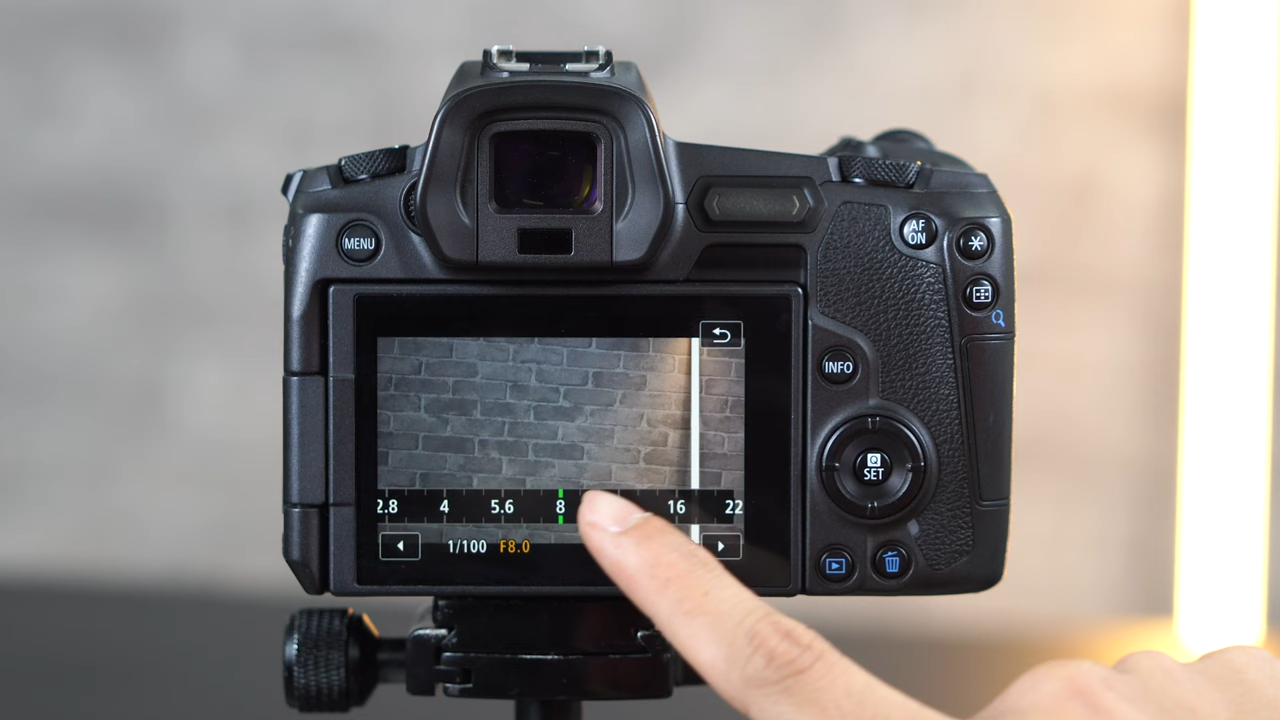 MENU
AF
ON
INFO
Q
SET
2.8 4 5.6 8 16 22
1/100 F8.0